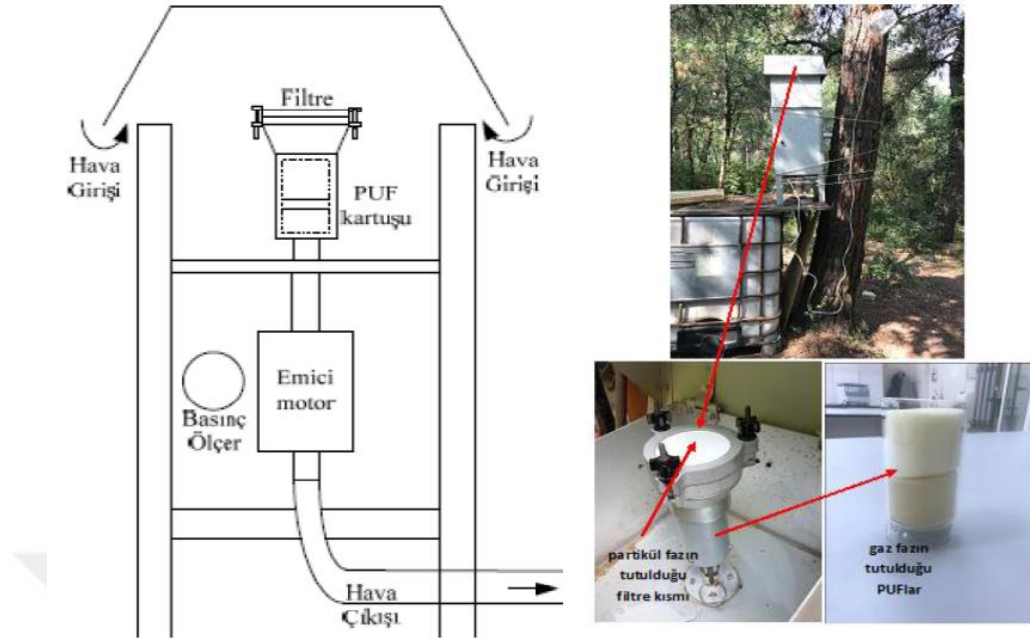 Filtre
Hava
Girişi
Hava
Girişi
PUF
kartuşu
Emici
motor
Basınç
Ölçer
Hava
Çıkışı
partikül fazın
tutulduğu
filtre kısmı
gaz fazın
tutulduğu
PUFlar